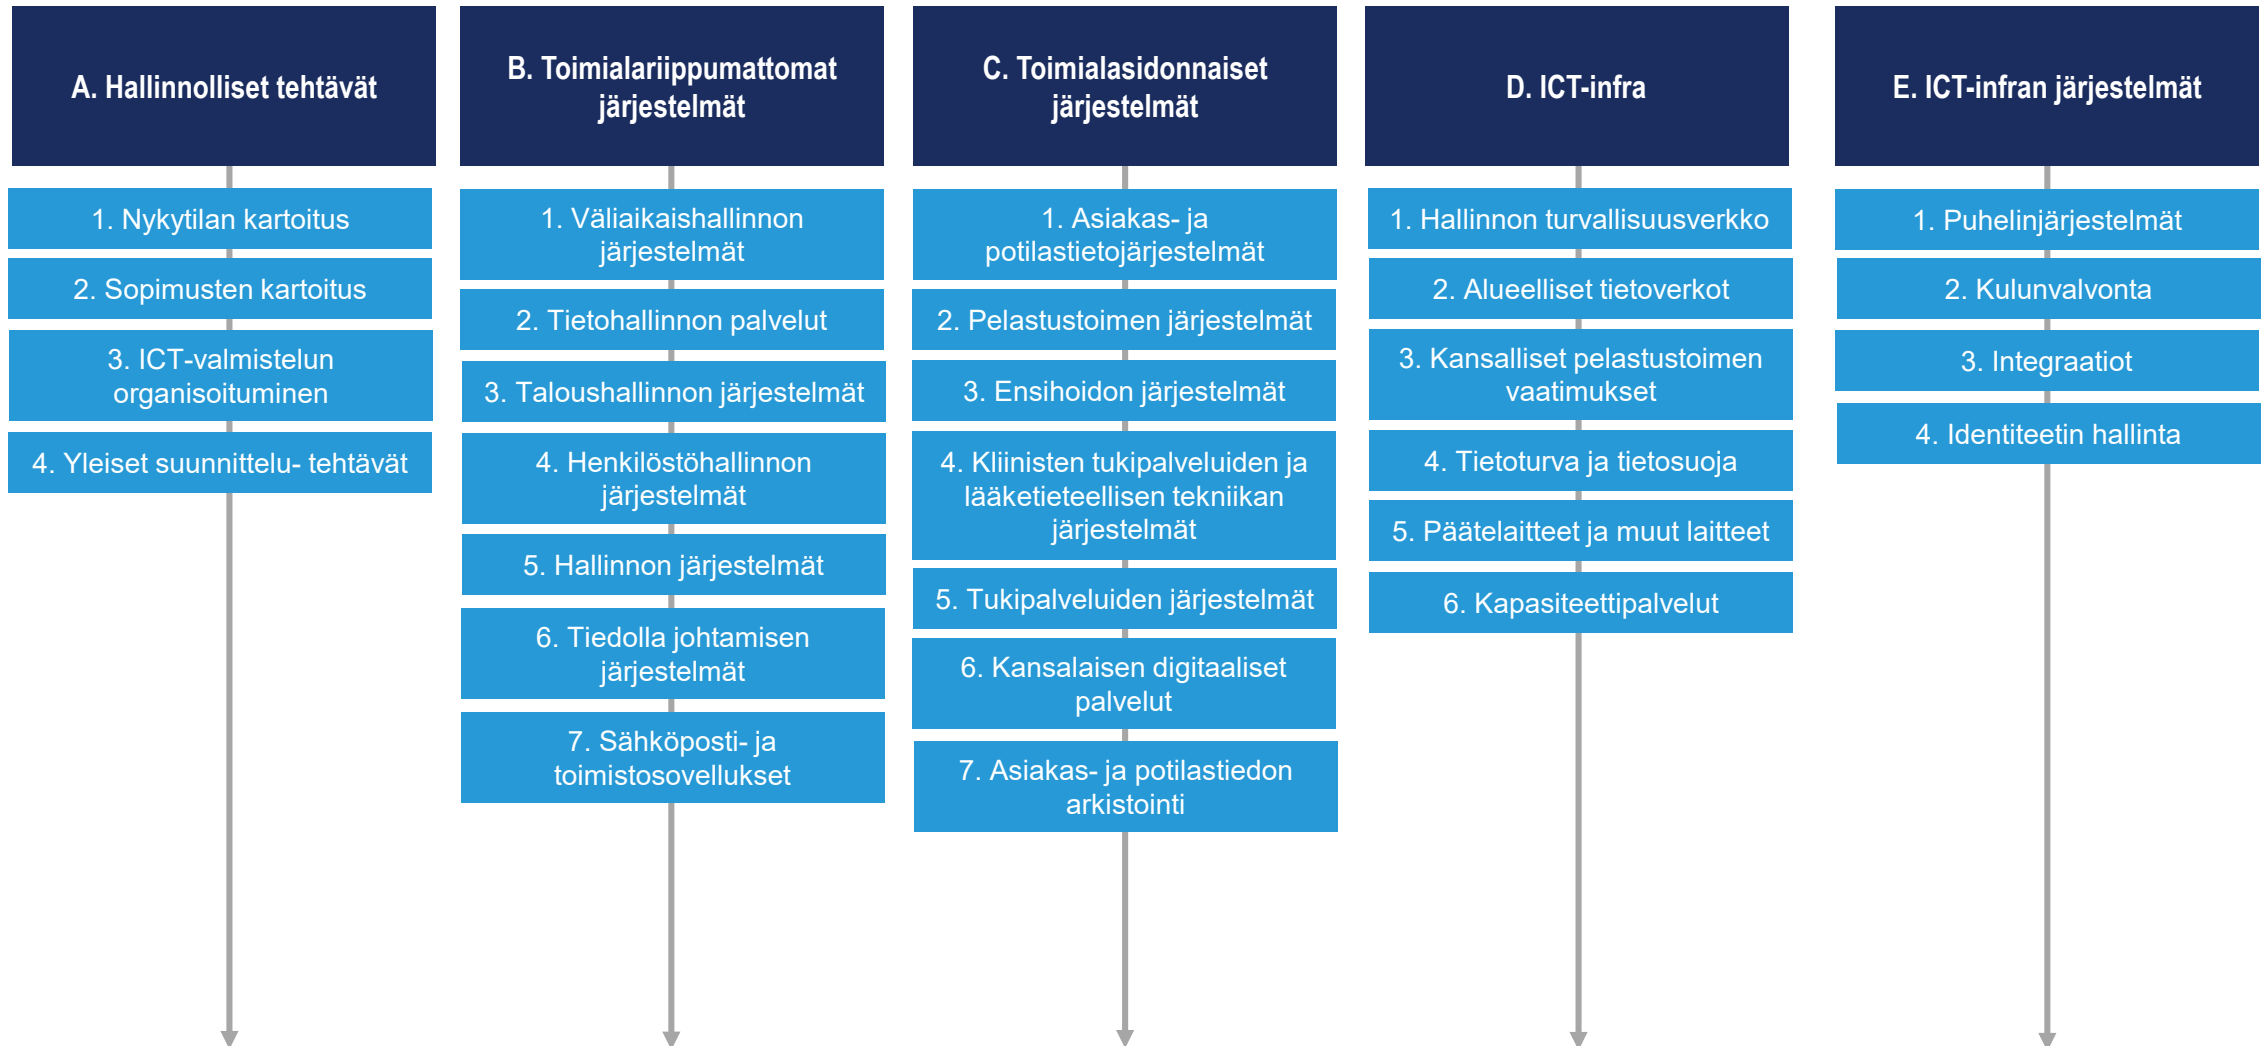 A. Hallinnolliset tehtävät
1. Nykytilan kartoitus
2. Sopimusten kartoitus
3. ICT-valmistelun
organisoituminen
4. Yleiset suunnittelu- tehtävät
B. Toimialariippumattomat
järjestelmät
1. Väliaikaishallinnon
järjestelmät
2. Tietohallinnon palvelut
3. Taloushallinnon järjestelmät
4. Henkilöstöhallinnon
järjestelmät
5. Hallinnon järjestelmät
6. Tiedolla johtamisen
järjestelmät
7. Sähköposti- ja
toimistosovellukset
C. Toimialasidonnaiset
järjestelmät
1. Asiakas- ja
potilastietojärjestelmät
2. Pelastustoimen järjestelmät
3. Ensihoidon järjestelmät
4. Kliinisten tukipalveluiden ja
lääketieteellisen tekniikan
järjestelmät
5. Tukipalveluiden järjestelmät
6. Kansalaisen digitaaliset
palvelut
7. Asiakas- ja potilastiedon
arkistointi
D. ICT-infra
1. Hallinnon turvallisuusverkko
2. Alueelliset tietoverkot
3. Kansalliset pelastustoimen
vaatimukset
4. Tietoturva ja tietosuoja
5. Päätelaitteet ja muut laitteet
6. Kapasiteettipalvelut
E. ICT-infran järjestelmät
1. Puhelinjärjestelmät
2. Kulunvalvonta
3. Integraatiot
4. Identiteetin hallinta